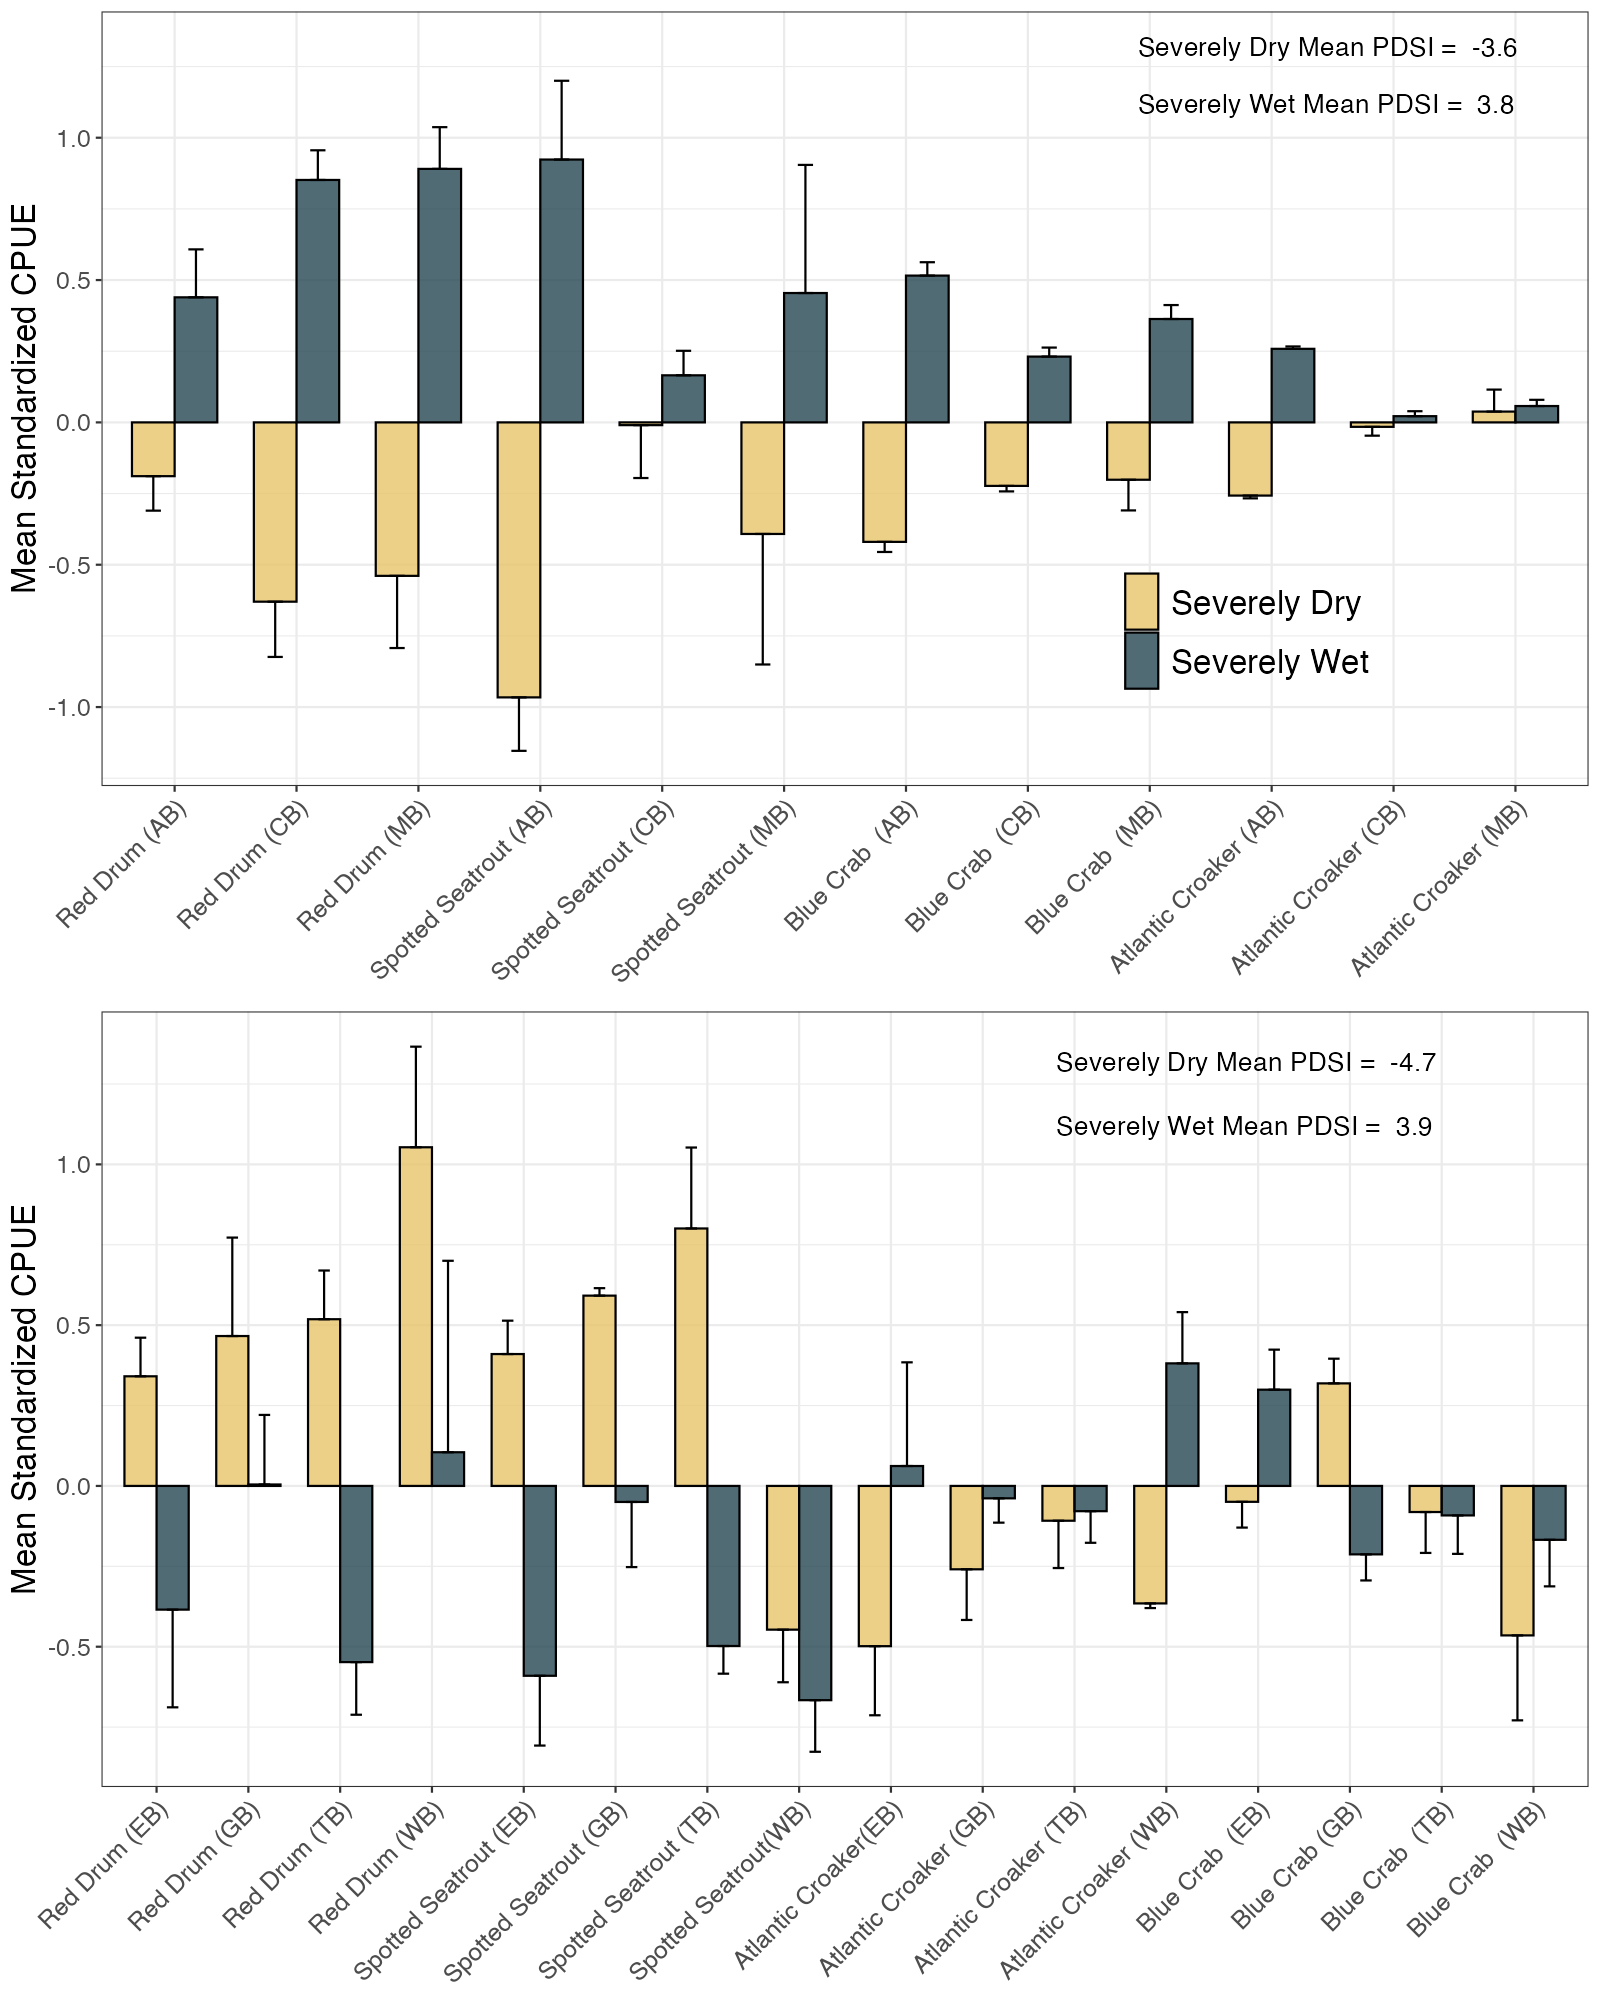 Severely Dry Mean PDSI = -3.6
Severely Wet Mean PDSI = 3.8
Mean Standardized CPUE
1.0
0.5
0.0
-0.5
-1.0
Severely Dry
Severely Wet
Red Drum (AB)
Red Drum (CB)
Red Drum (MB)
Spotted Seatrout (AB)
Spotted Seatrout (CB)
Spotted Seatrout (MB)
Blue Crab (AB)
Blue Crab (CB)
Blue Crab (MB)
Atlantic Croaker (AB)
Atlantic Croaker (CB)
Atlantic Croaker (MB)
Severely Dry Mean PDSI = -4.7
Severely Wet Mean PDSI = 3.9
Mean Standardized CPUE
1.0
0.5
0.0
-0.5
Red Drum (EB)
Red Drum (GB)
Red Drum (TB)
Red Drum (WB)
Spotted Seatrout (EB)
Spotted Seatrout (GB)
Spotted Seatrout (TB)
Spotted Seatrout(WB)
Atlantic Croaker(EB)
Atlantic Croaker (GB)
Atlantic Croaker (TB)
Atlantic Croaker (WB)
Blue Crab (EB)
Blue Crab (GB)
Blue Crab (TB)
Blue Crab (WB)